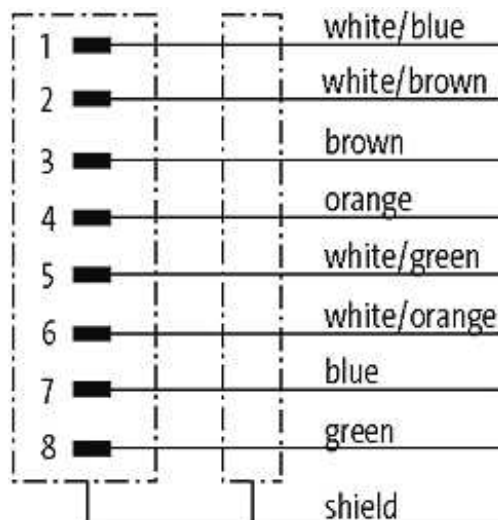 1 white/blue
2 white/brown
3 brown
4 orange
5 white/green
6 white/orange
7 blue
8 green
shield